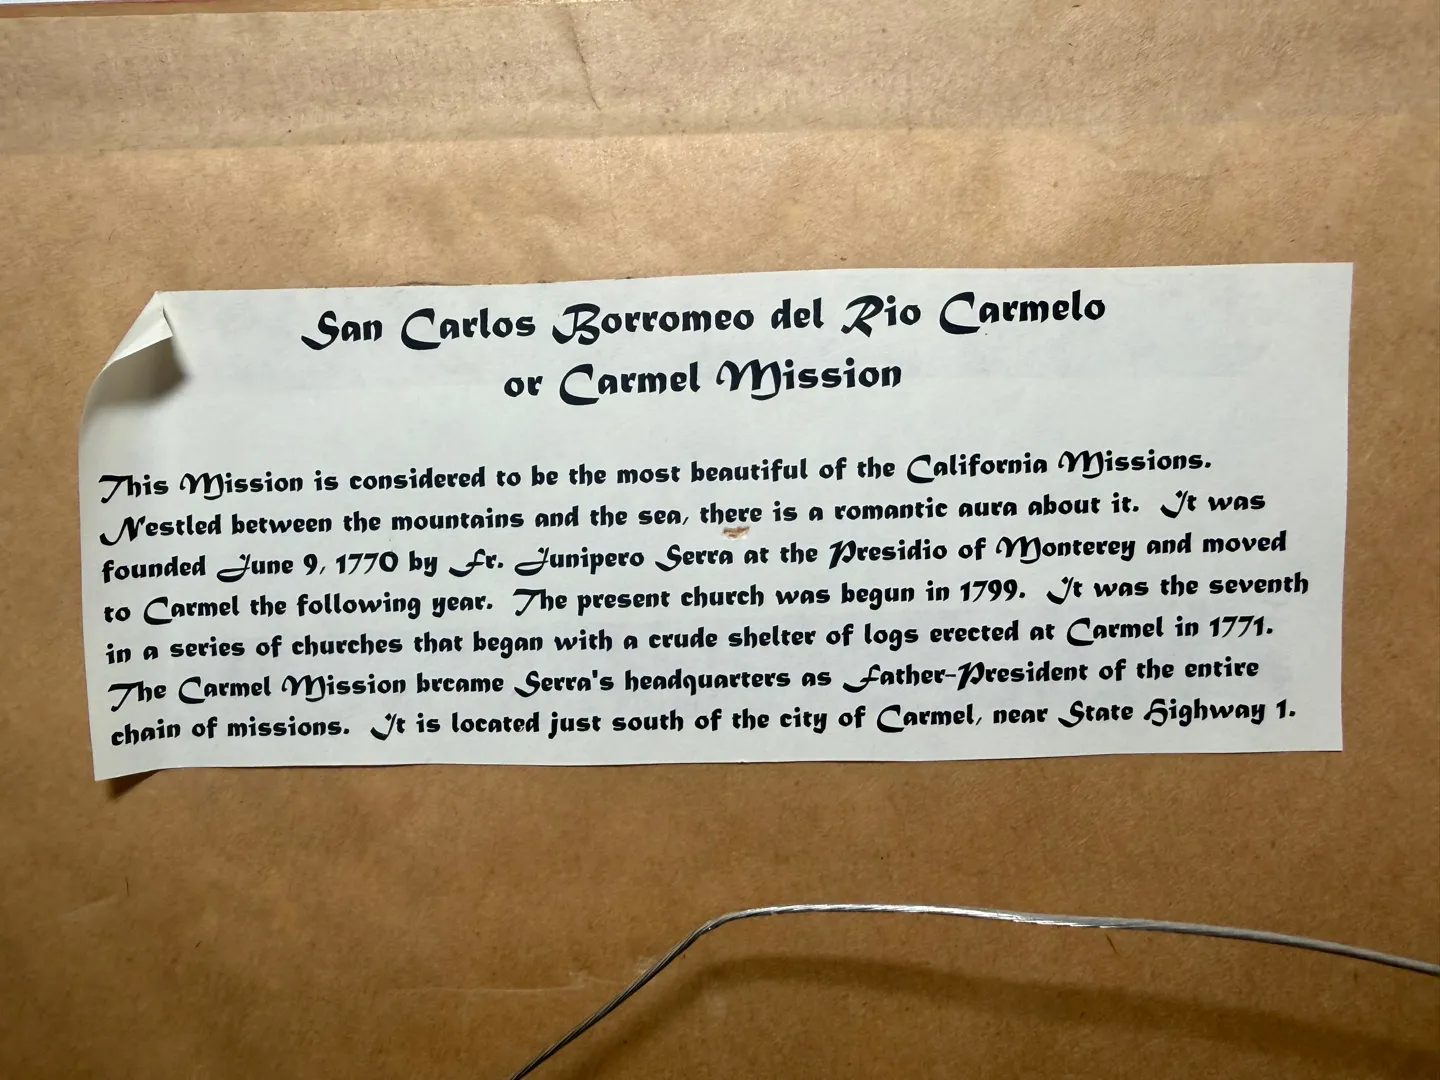 San Carlos Borromeo del Rio Carmelo
or Carmel Mission
This Mission is considered to be the most beautiful of the California Missions.
Nestled between the mountains and the sea, there is a romantic aura about it. It was
founded June 9, 1770 by Fr. Junipero Serra at the Presidio of Monterey and moved
to Carmel the following year. The present church was begun in 1799. It was the seventh
in a series of churches that began with a crude shelter of logs erected at Carmel in 1771.
The Carmel Mission brcame Serra's headquarters as Father-President of the entire
chain of missions. It is located just south of the city of Carmel, near State Highway 1.